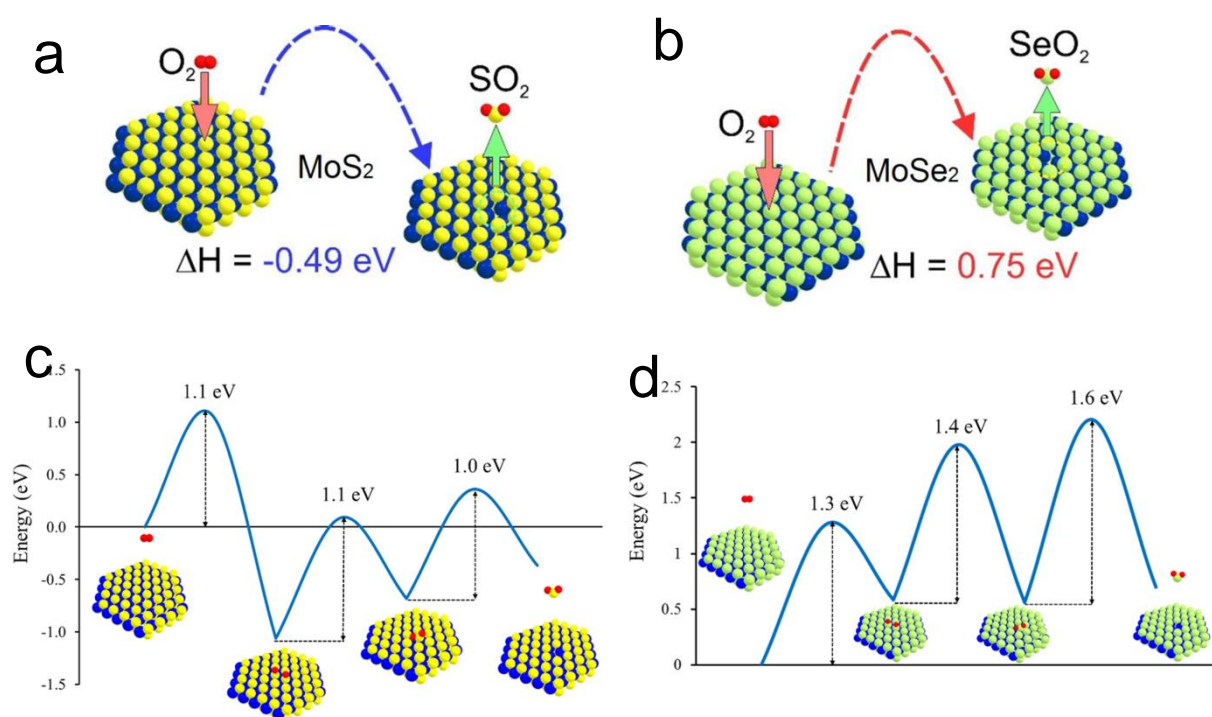 a
O2
SO2
MoS2
ΔH = -0.49 eV
b
SeO2
O2
MoSe2
ΔH = 0.75 eV
c
1.5
1.0
0.5
0.0
-0.5
-1.0
-1.5
Energy (eV)
1.1 eV
1.1 eV
1.0 eV
d
2.5
2
1.5
1
0.5
0
Energy (eV)
1.3 eV
1.4 eV
1.6 eV